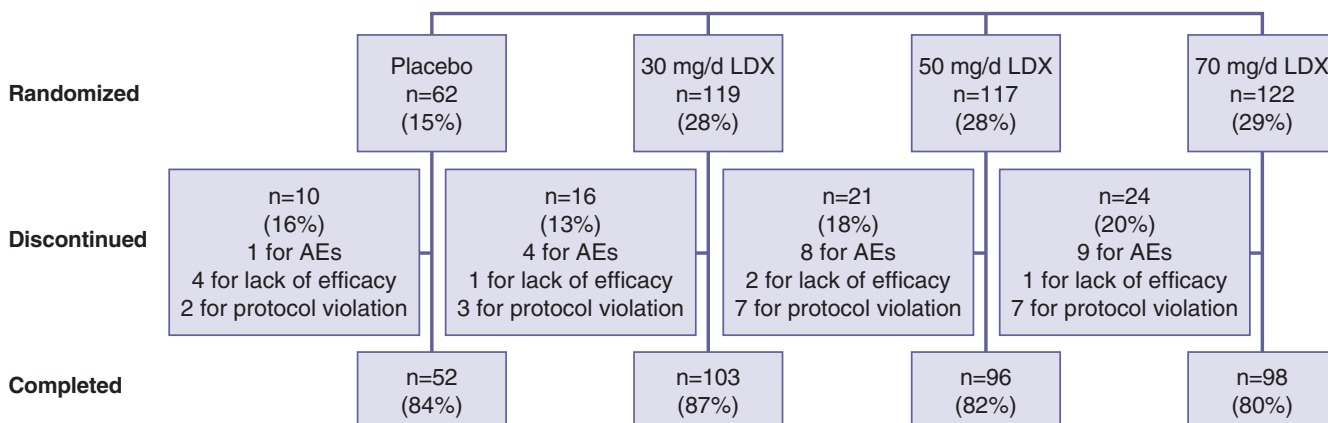 Randomized
Placebo
n=62
(15%)
30 mg/d LDX
n=119
(28%)
50 mg/d LDX
n=117
(28%)
70 mg/d LDX
n=122
(29%)
Discontinued
n=10
(16%)
1 for AEs
4 for lack of efficacy
2 for protocol violation
n=16
(13%)
4 for AEs
1 for lack of efficacy
3 for protocol violation
n=21
(18%)
8 for AEs
2 for lack of efficacy
7 for protocol violation
n=24
(20%)
9 for AEs
1 for lack of efficacy
7 for protocol violation
Completed
n=52
(84%)
n=103
(87%)
n=96
(82%)
n=98
(80%)